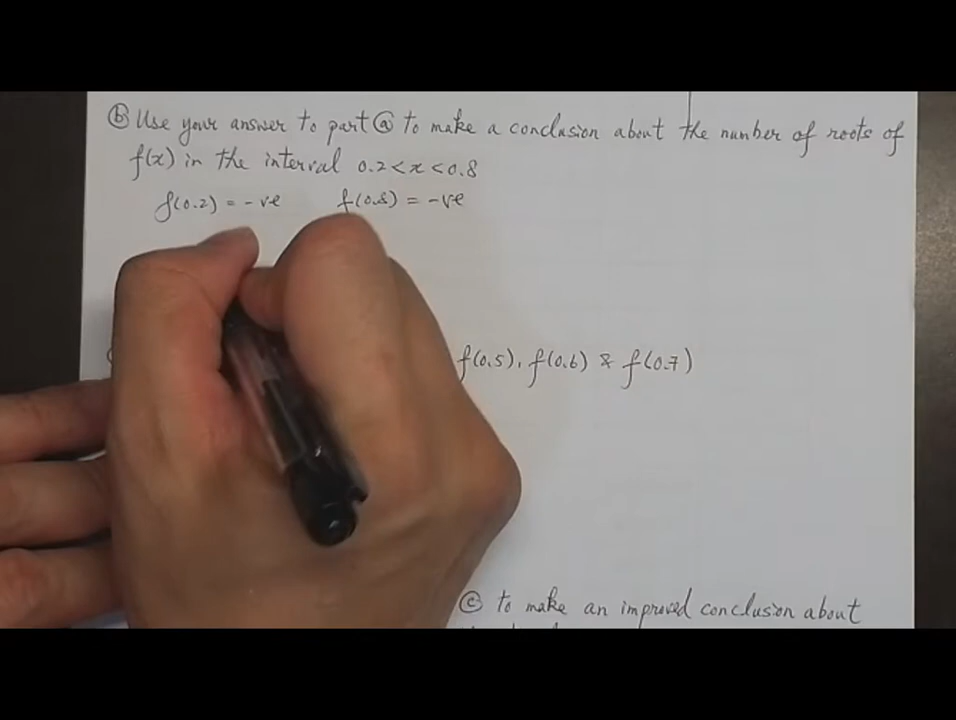 ⓑ Use your answer to part ⓐ to make a conclusion about the number of roots of
f(x) in the interval 0.2 < x < 0.8
f(0.2) = -ve f(0.8) = -ve
f(0.5), f(0.6) & f(0.7)
ⓒ to make an improved conclusion about